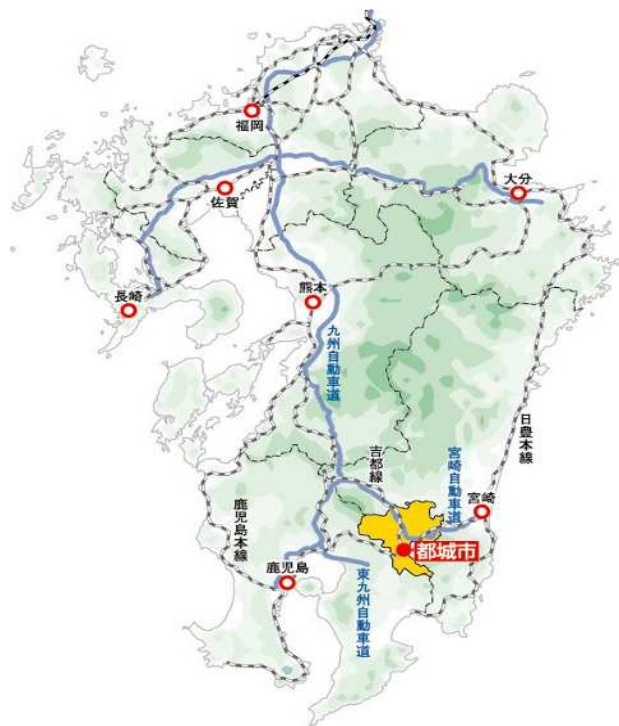 福岡
大分
佐賀
熊本
長崎
九州自動車道
日豊本線
吉都線
宮崎自動車道
宮崎
鹿児島本線
都城市
鹿児島
東九州自動車道